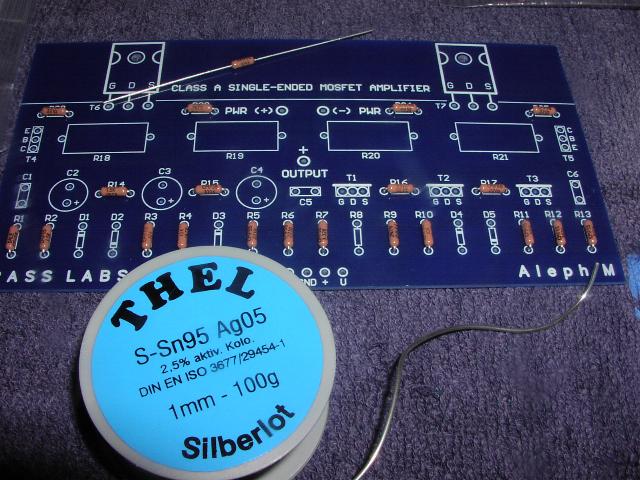 G D S
G D S
CLASS A SINGLE-ENDED MOSFET AMPLIFIER
T6
T7
PWR (+)
(-) PWR
E
B
C
T4
R18
R19
R20
R21
C
B
E
T5
+
OUTPUT
C1
C2
R14
C3
R15
C4
C5
T1
G D S
R16
T2
G D S
R17
T3
G D S
C6
R1
R2
D1
D2
R3
R4
D3
R5
R6
R7
R8
R9
R10
D4
D5
R11
R12
R13
PASS LABS
GND + U
Aleph M
THEL
S-Sn95 Ag05
2,5% aktiv. Kolo.
DIN EN ISO 3677/29454-1
1mm - 100g
Silberlot